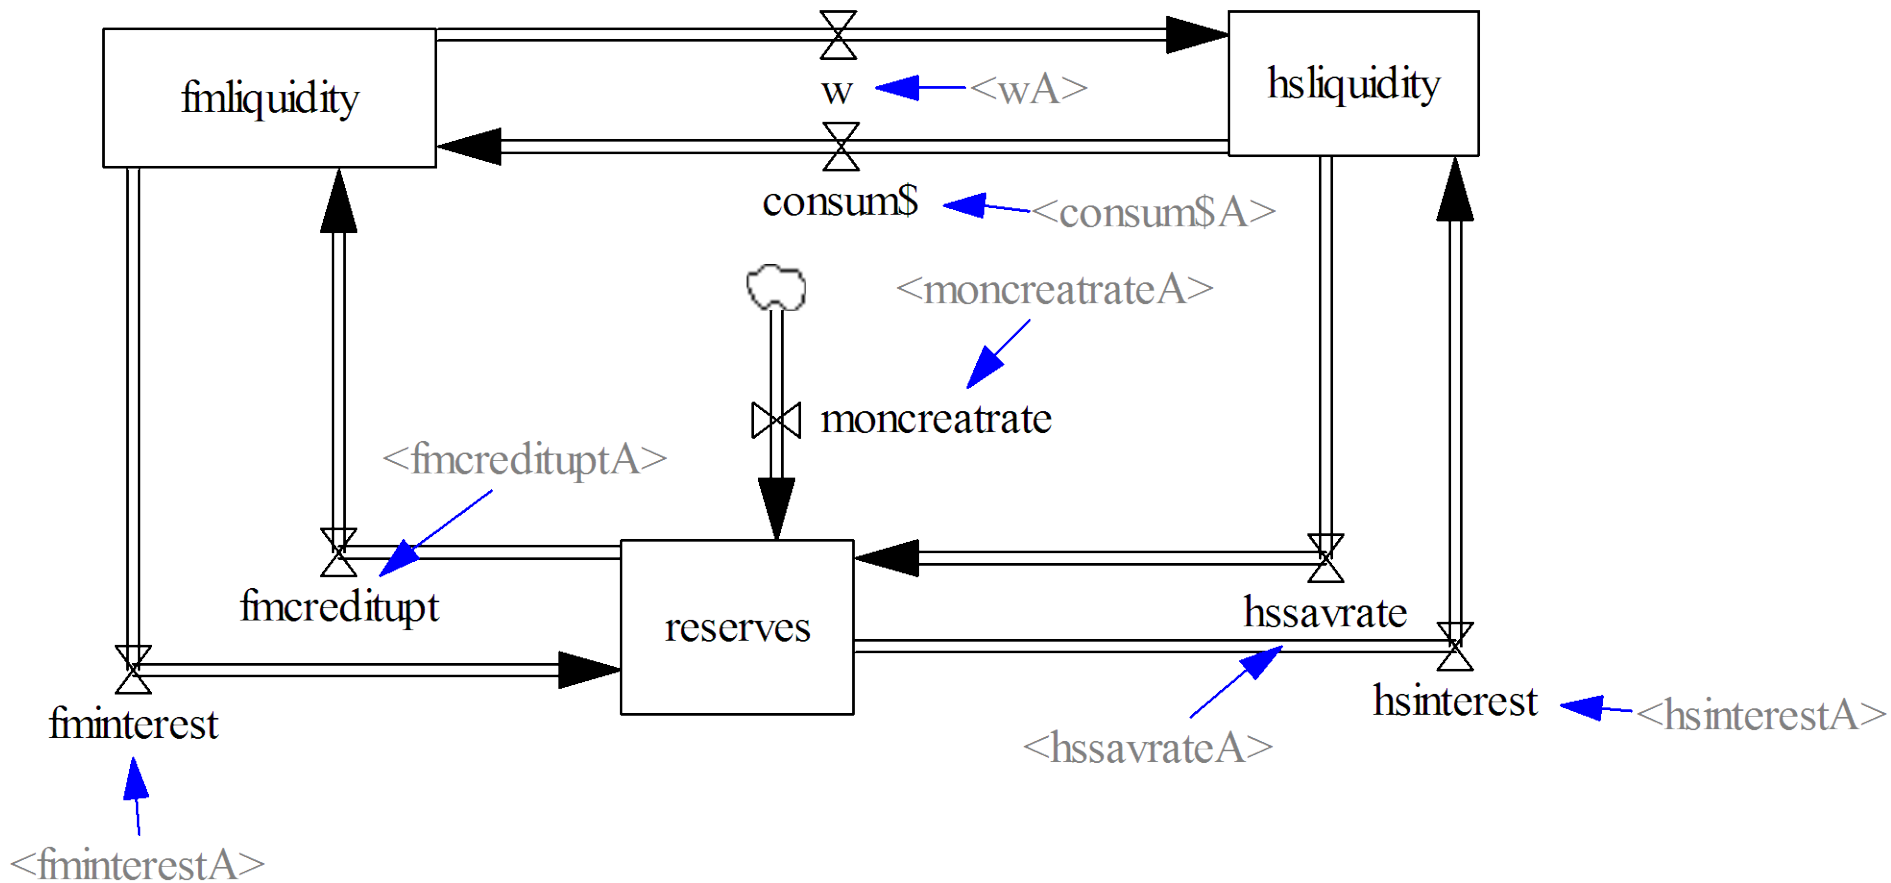 fmliquidity
hsliquidity
w
<wA>
consum$
<consum$A>
<moncreatrateA>
moncreatrate
<fmcredituptA>
fmcreditupt
reserves
hssavrate
fminterest
hsinterest
<hsinterestA>
<hssavrateA>
<fminterestA>